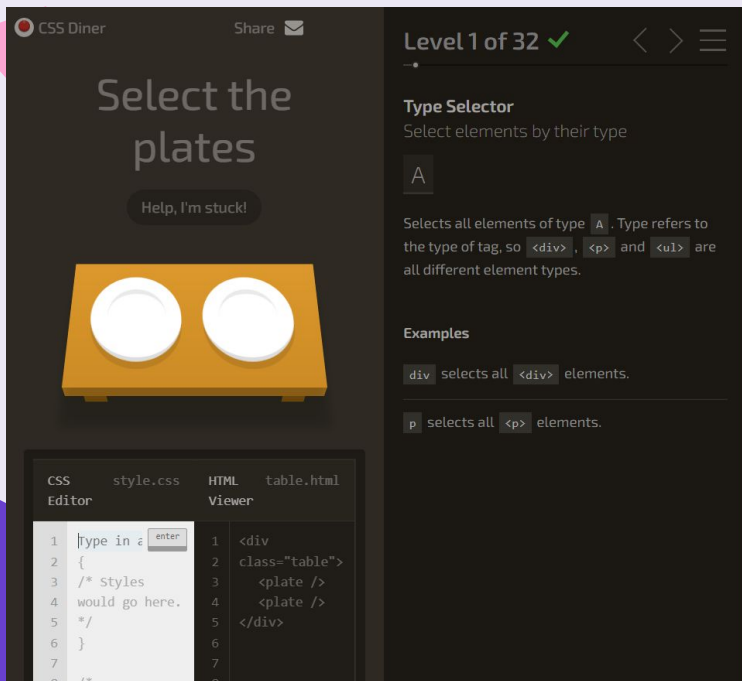 CSS Diner
Share
Select the
plates
Help, I'm stuck!
CSS
Editor
style.css
HTML
Viewer
table.html
1 Type in a enter
2 {
3 /* Styles
4 would go here.
5 */
6 }
7
1 <div
2 class="table">
3 <plate />
4 <plate />
5 </div>
6
7
Level 1 of 32
Type Selector
Select elements by their type
A
Selects all elements of type A . Type refers to
the type of tag, so <div> , <p> and <ul> are
all different element types.
Examples
div selects all <div> elements.
p selects all <p> elements.